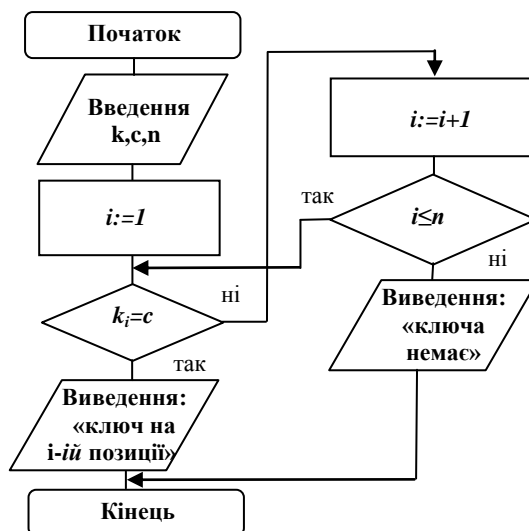 Початок
Введення
k,c,n
i:=1
kᵢ=c
ні
так
Виведення:
«ключ на
i-ій позиції»
Кінець
i:=i+1
так
i≤n
ні
Виведення:
«ключа
немає»